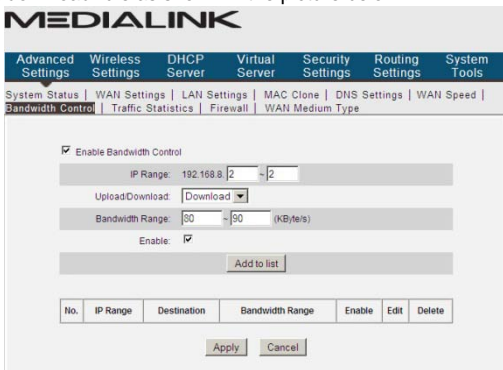 MEDIALINK
Advanced Settings Wireless Settings DHCP Server Virtual Server Security Settings Routing Settings System Tools
System Status | WAN Settings | LAN Settings | MAC Clone | DNS Settings | WAN Speed |
Bandwidth Control | Traffic Statistics | Firewall | WAN Medium Type
Enable Bandwidth Control
IP Range: 192.168.8. 2 ~ 2
Upload/Download: Download
Bandwidth Range: 80 ~ 90 (KByte/s)
Enable:
Add to list
No. IP Range Destination Bandwidth Range Enable Edit Delete
Apply Cancel